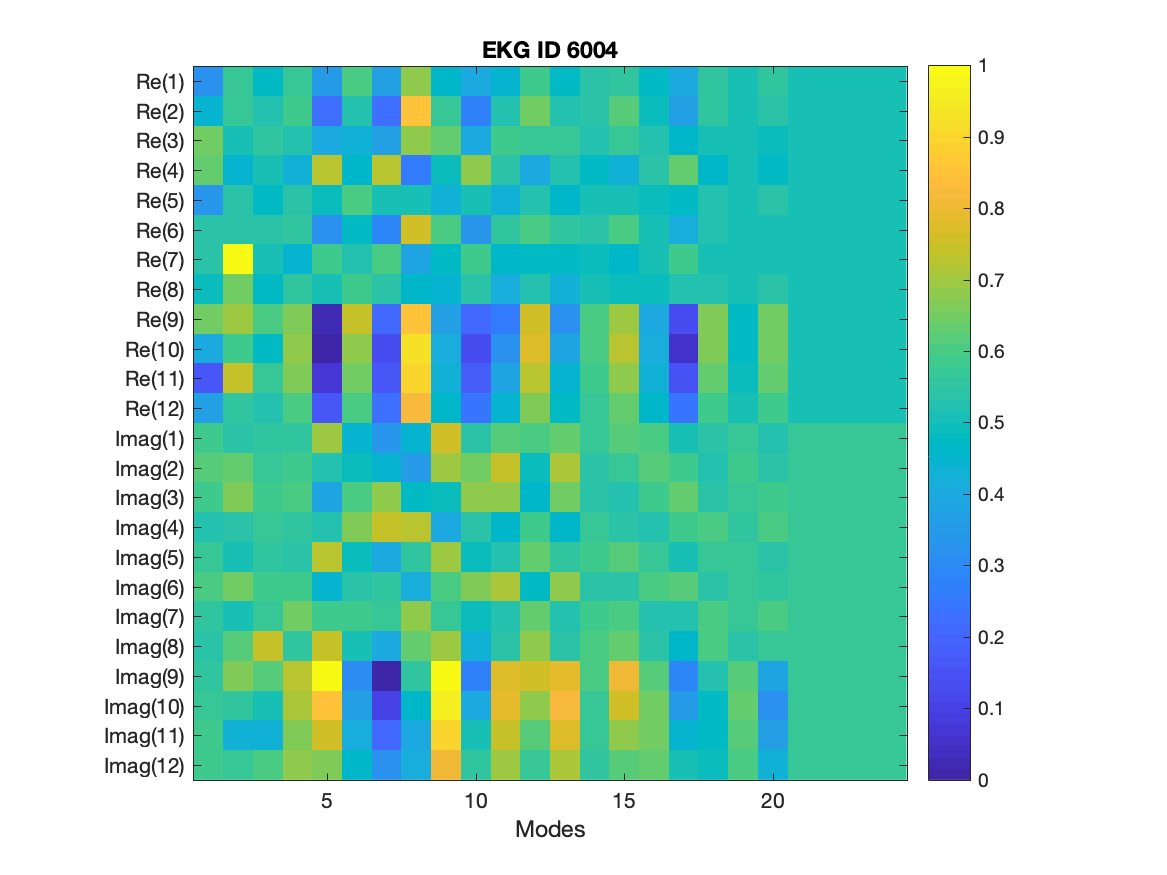 EKG ID 6004
Re(1)
Re(2)
Re(3)
Re(4)
Re(5)
Re(6)
Re(7)
Re(8)
Re(9)
Re(10)
Re(11)
Re(12)
Imag(1)
Imag(2)
Imag(3)
Imag(4)
Imag(5)
Imag(6)
Imag(7)
Imag(8)
Imag(9)
Imag(10)
Imag(11)
Imag(12)
5 10 15 20
Modes
1
0.9
0.8
0.7
0.6
0.5
0.4
0.3
0.2
0.1
0